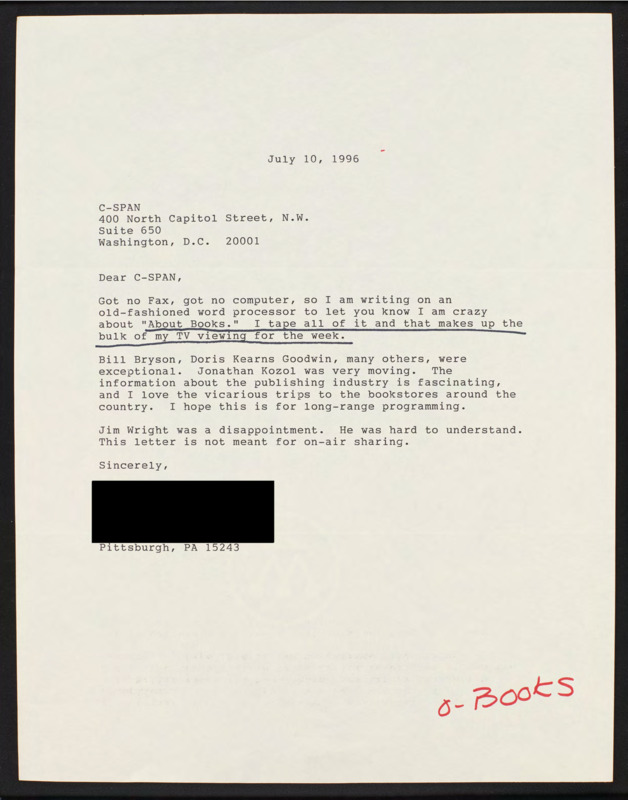 July 10, 1996
C-SPAN
400 North Capitol Street, N.W.
Suite 650
Washington, D.C.  20001
Dear C-SPAN,
Got no Fax, got no computer, so I am writing on an
old-fashioned word processor to let you know I am crazy
about "About Books."  I tape all of it and that makes up the
bulk of my TV viewing for the week.
Bill Bryson, Doris Kearns Goodwin, many others, were
exceptional.  Jonathan Kozol was very moving.  The
information about the publishing industry is fascinating,
and I love the vicarious trips to the bookstores around the
country.  I hope this is for long-range programming.
Jim Wright was a disappointment.  He was hard to understand.
This letter is not meant for on-air sharing.
Sincerely,
Pittsburgh, PA 15243
o- Books